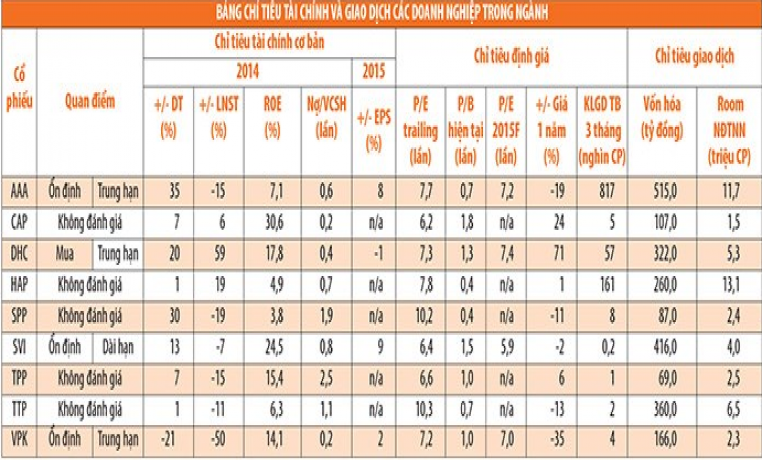 BẢNG CHỈ TIÊU TÀI CHÍNH VÀ GIAO DỊCH CÁC DOANH NGHIỆP TRONG NGÀNH
Cổ phiếu Quan điểm Chỉ tiêu tài chính cơ bản Chỉ tiêu định giá Chỉ tiêu giao dịch
2014 2015
+/- DT (%) +/- LNST (%) ROE (%) Nợ/VCSH (lần) +/- EPS (%) P/E trailing (lần) P/B hiện tại (lần) P/E 2015F (lần) +/- Giá 1 năm (%) KLGD TB 3 tháng (nghìn CP) Vốn hóa (tỷ đồng) Room NĐTNN (triệu CP)
AAA Ổn định Trung hạn 35 -15 7,1 0,6 8 7,7 0,7 7,2 -19 817 515,0 11,7
CAP Không đánh giá 7 6 30,6 0,2 n/a 6,2 1,8 n/a 24 5 107,0 1,5
DHC Mua Trung hạn 20 59 17,8 0,4 -1 7,3 1,3 7,4 71 57 322,0 5,3
HAP Không đánh giá 1 19 4,9 0,7 n/a 7,8 0,4 n/a 1 161 260,0 13,1
SPP Không đánh giá 30 -19 3,8 1,9 n/a 10,2 0,4 n/a -11 8 87,0 2,4
SVI Ổn định Dài hạn 13 -7 24,5 0,8 9 6,4 1,5 5,9 -2 0,2 416,0 4,0
TPP Không đánh giá 7 -15 15,4 2,5 n/a 6,6 1,0 n/a 6 1 69,0 2,5
TTP Không đánh giá 1 -11 6,3 1,1 n/a 10,3 0,7 n/a -13 2 360,0 6,5
VPK Ổn định Trung hạn -21 -50 14,1 0,2 2 7,2 1,0 7,0 -35 4 166,0 2,3